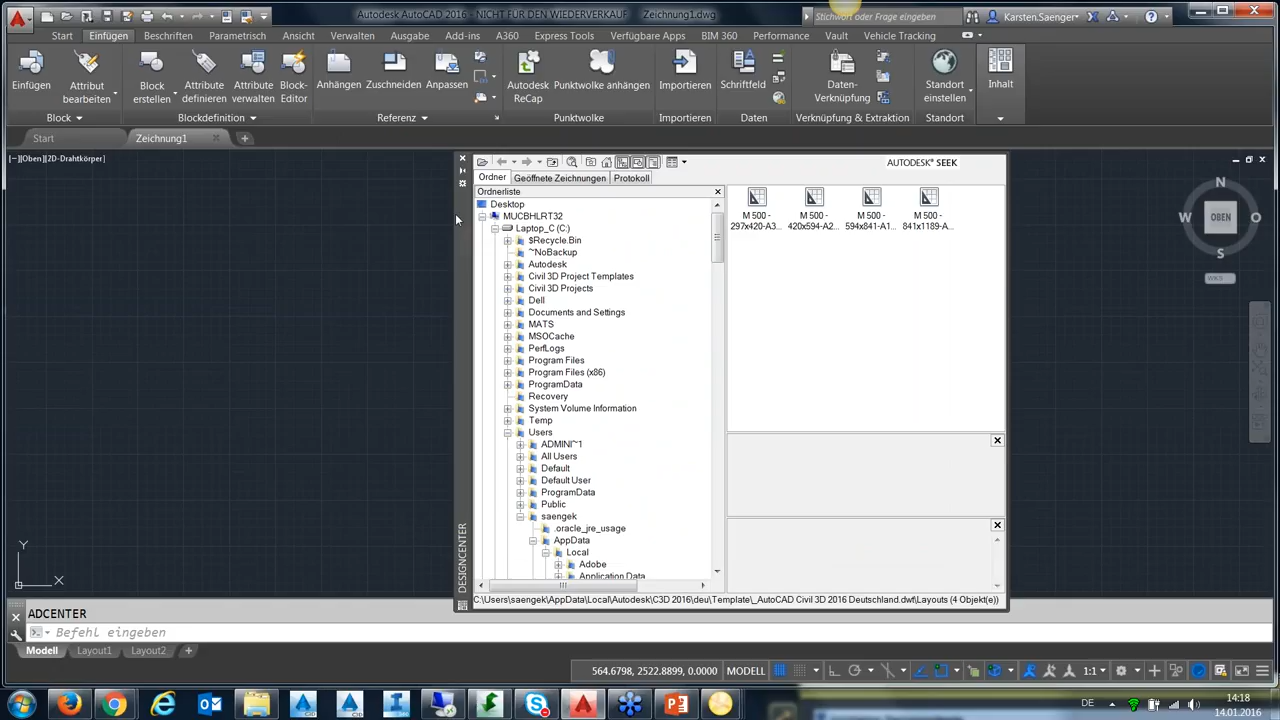 Autodesk AutoCAD 2016 - NICHT FÜR DEN WIEDERVERKAUF Zeichnung1.dwg
Stichwort oder Frage eingeben
Karsten.Saenger
Start Einfügen Beschriften Parametrisch Ansicht Verwalten Ausgabe Add-ins A360 Express Tools Verfügbare Apps BIM 360 Performance Vault Vehicle Tracking
Einfügen
Attribut
bearbeiten
Block
erstellen
Attribute
definieren
Attribute
verwalten
Block-
Editor
Anhängen
Zuschneiden
Anpassen
Autodesk
ReCap
Punktwolke anhängen
Importieren
Schriftfeld
Daten-
Verknüpfung
Standort
einstellen
Inhalt
Block Blockdefinition Referenz Punktwolke Importieren Daten Verknüpfung & Extraktion Standort
Start Zeichnung1
[−][Oben][2D-Drahtkörper]
AUTODESK® SEEK
Ordner Geöffnete Zeichnungen Protokoll
Ordnerliste
Desktop
MUCBHLRT32
Laptop_C (C:)
$Recycle.Bin
~NoBackup
Autodesk
Civil 3D Project Templates
Civil 3D Projects
Dell
Documents and Settings
MATS
MSOCache
PerfLogs
Program Files
Program Files (x86)
ProgramData
Recovery
System Volume Information
Temp
Users
ADMINI~1
All Users
Default
Default User
ProgramData
Public
saengek
.oracle_jre_usage
AppData
Local
Adobe
Application Data
M 500 -
297x420-A3...
M 500 -
420x594-A2...
M 500 -
594x841-A1...
M 500 -
841x1189-A...
DESIGNCENTER
C:\Users\saengek\AppData\Local\Autodesk\C3D 2016\deu\Template\_AutoCAD Civil 3D 2016 Deutschland.dwt\Layouts (4 Objekt(e))
N
W OBEN O
S
WKS
Y
X
ADCENTER
Befehl eingeben
Modell Layout1 Layout2
564.6798, 2522.8899, 0.0000 MODELL 1:1
DE
14:18
14.01.2016